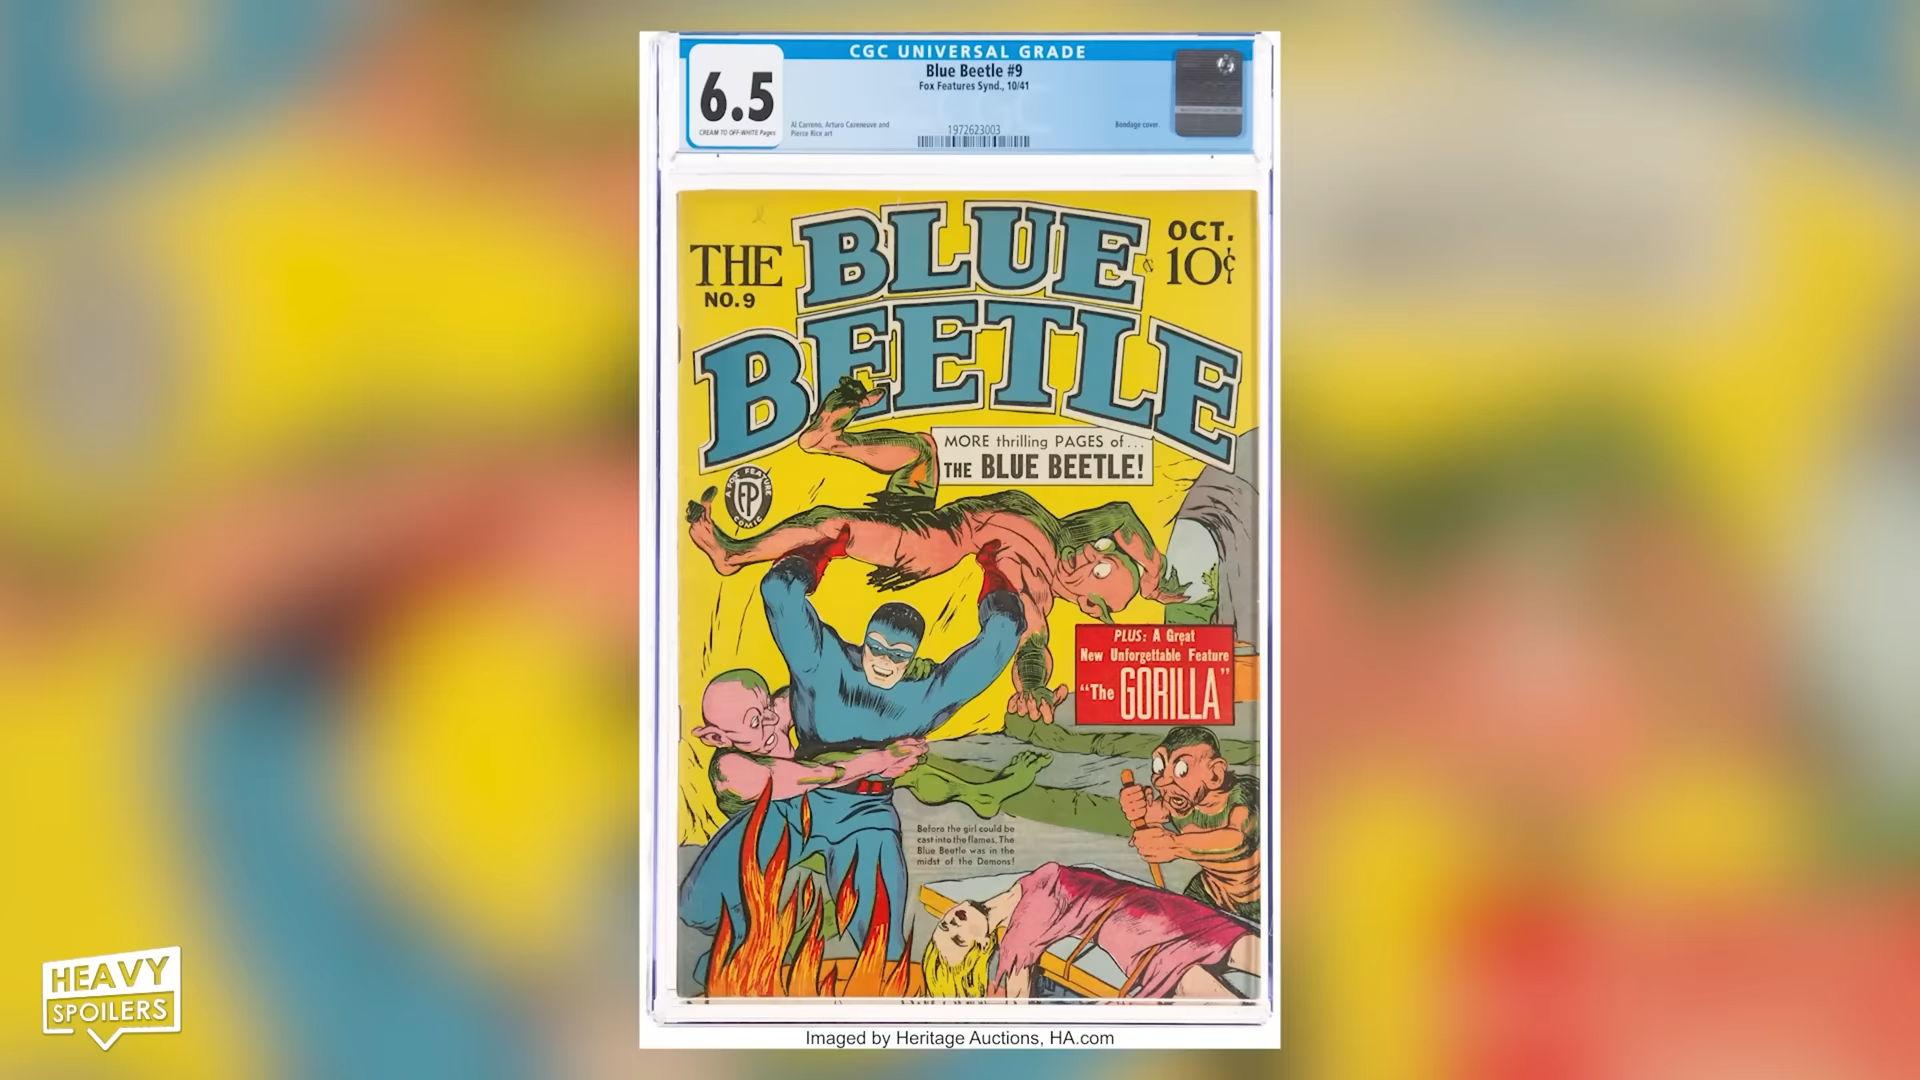 CGC UNIVERSAL GRADE
6.5
CREAM TO OFF-WHITE Pages
Blue Beetle #9
Fox Features Synd., 10/41
Al Carreno, Arturo Cazeneuve and
Pierce Rice art
1972623003
Bondage cover.
THE
NO. 9
BLUE
BEETLE
OCT.
10¢
MORE thrilling PAGES of...
THE BLUE BEETLE!
A FOX FEATURE
FP
COMIC
PLUS: A Great
New Unforgettable Feature
"The GORILLA"
Before the girl could be
cast into the flames, The
Blue Beetle was in the
midst of the Demons!
HEAVY
SPOILERS
Imaged by Heritage Auctions, HA.com